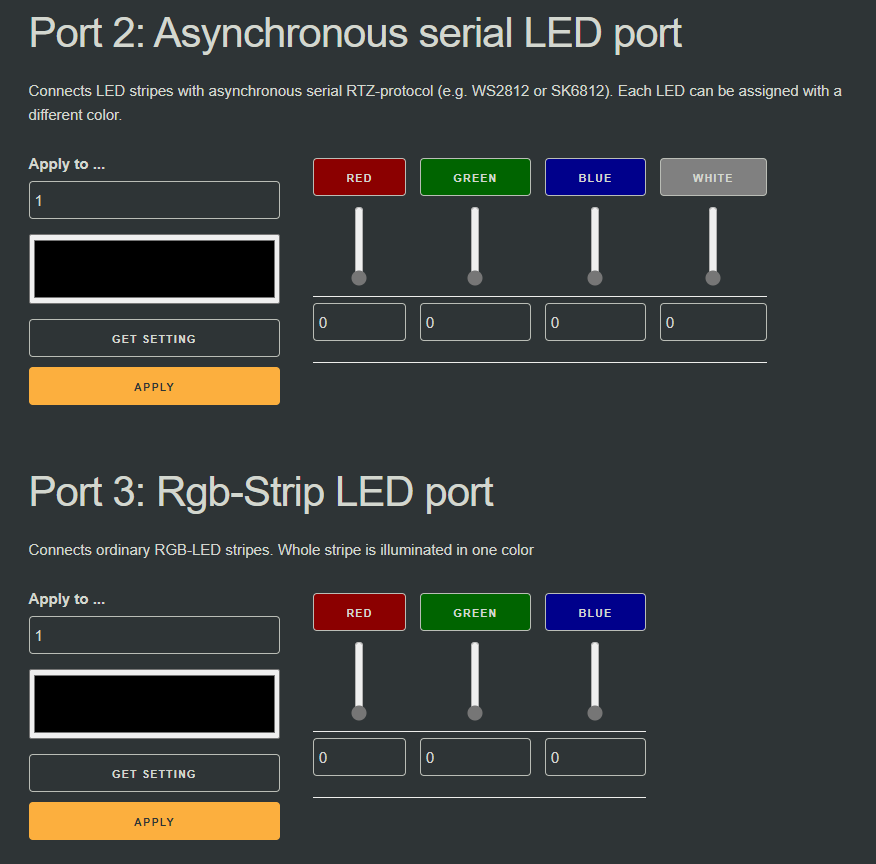 Port 2: Asynchronous serial LED port
Connects LED stripes with asynchronous serial RTZ-protocol (e.g. WS2812 or SK6812). Each LED can be assigned with a
different color.
Apply to ...
RED GREEN BLUE WHITE
1
0 0 0 0
GET SETTING
APPLY
Port 3: Rgb-Strip LED port
Connects ordinary RGB-LED stripes. Whole stripe is illuminated in one color
Apply to ...
RED GREEN BLUE
1
0 0 0
GET SETTING
APPLY